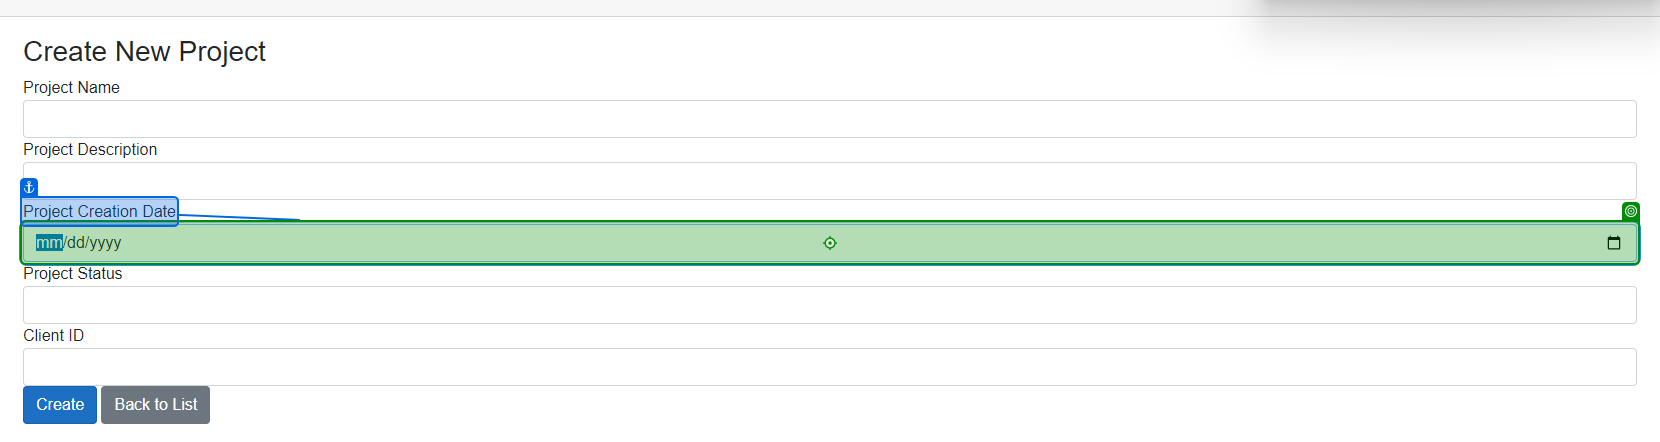 Create New Project
Project Name
Project Description
Project Creation Date
mm/dd/yyyy
Project Status
Client ID
Create Back to List